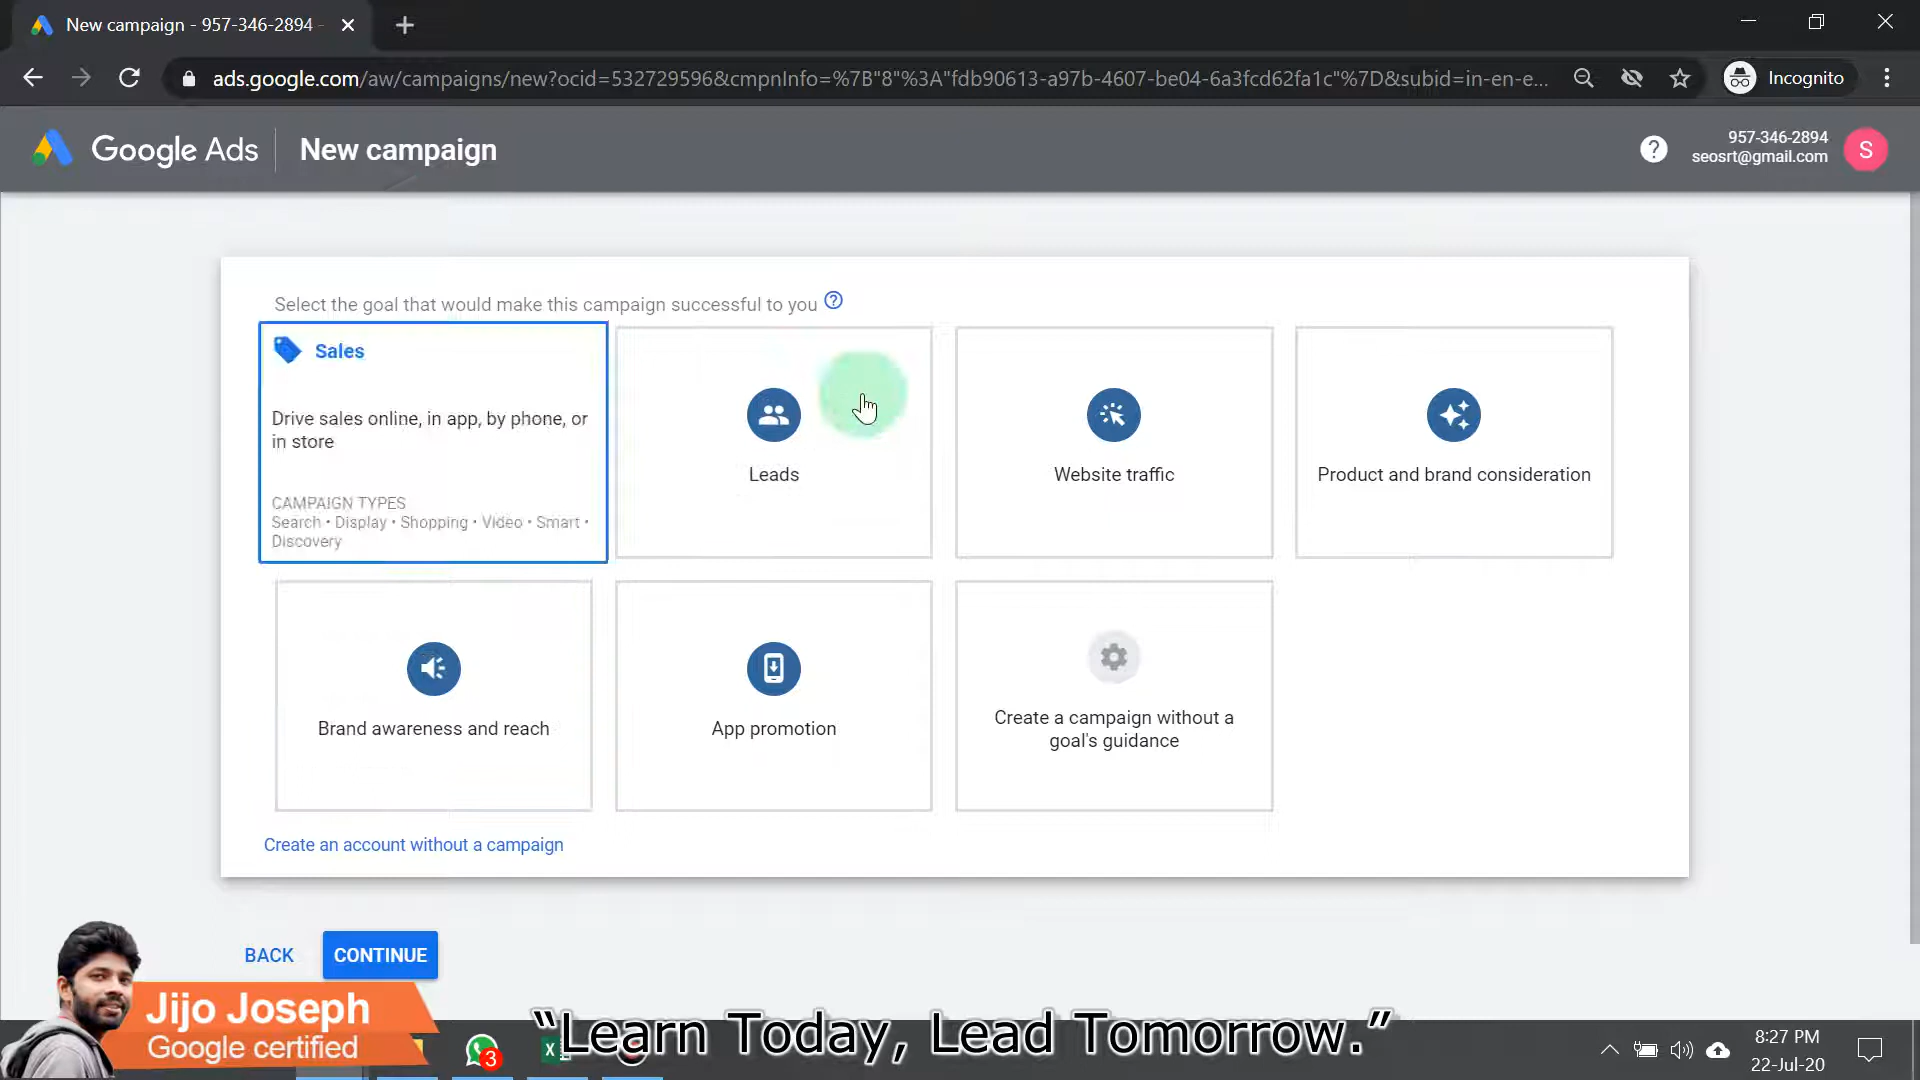 New campaign - 957-346-2894 -
ads.google.com/aw/campaigns/new?ocid=532729596&cmpnInfo=%7B"8"%3A"fdb90613-a97b-4607-be04-6a3fcd62fa1c"%7D&subid=in-en-e...
Incognito
Google Ads
New campaign
957-346-2894
seosrt@gmail.com
S
Select the goal that would make this campaign successful to you
Sales
Drive sales online, in app, by phone, or
in store
CAMPAIGN TYPES
Search • Display • Shopping • Video • Smart •
Discovery
Leads
Website traffic
Product and brand consideration
Brand awareness and reach
App promotion
Create a campaign without a
goal's guidance
Create an account without a campaign
BACK
CONTINUE
Jijo Joseph
Google certified
3
“Learn Today, Lead Tomorrow.”
8:27 PM
22-Jul-20